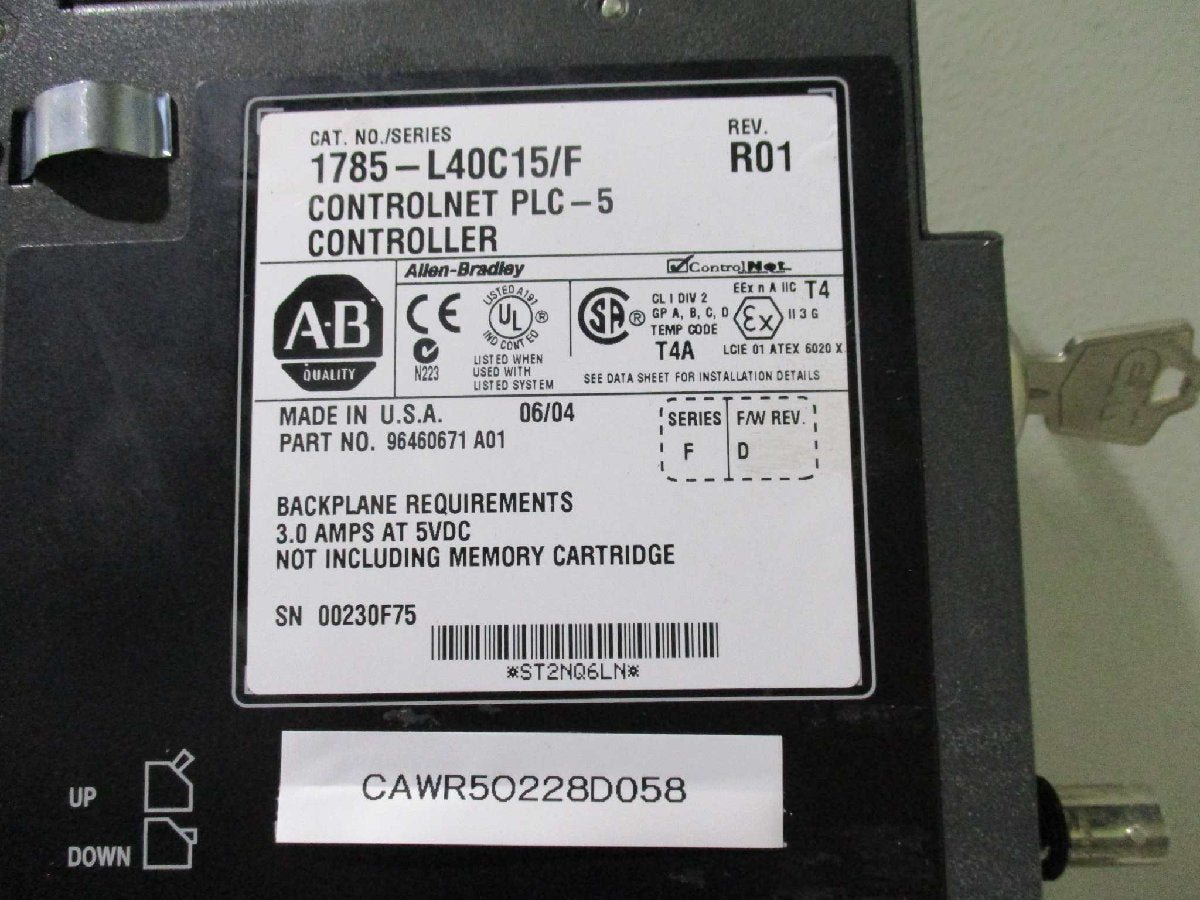 CAT. NO./SERIES
1785-L40C15/F
CONTROLNET PLC-5
CONTROLLER
REV.
R01
Allen-Bradley
ControlNet
A·B
QUALITY
CE
N223
LISTED A191
UL ®
IND CONT EQ
LISTED WHEN
USED WITH
LISTED SYSTEM
SA ®
CL I DIV 2
GP A, B, C, D
TEMP CODE
T4A
EEx n A IIC T4
Ex
II 3 G
LCIE 01 ATEX 6020 X
SEE DATA SHEET FOR INSTALLATION DETAILS
MADE IN U.S.A. 06/04
PART NO. 96460671 A01
SERIES F/W REV.
F D
BACKPLANE REQUIREMENTS
3.0 AMPS AT 5VDC
NOT INCLUDING MEMORY CARTRIDGE
SN 00230F75
*ST2NQ6LN*
CAWR50228D058
UP
DOWN